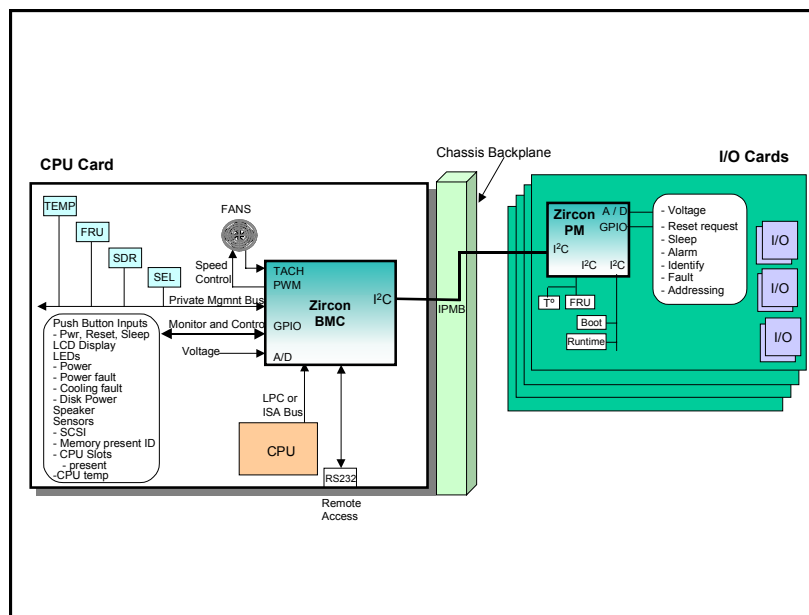 Chassis Backplane
CPU Card
I/O Cards
TEMP
FRU
SDR
SEL
FANS
Speed
Control
TACH
PWM
Zircon
BMC
I²C
GPIO
A/D
Private Mgmnt Bus
Monitor and Contro
Voltage
Push Button Inputs
- Pwr, Reset, Sleep
LCD Display
LEDs
- Power
- Power fault
- Cooling fault
- Disk Power
Speaker
Sensors
- SCSI
- Memory present ID
- CPU Slots
- present
-CPU temp
LPC or
ISA Bus
CPU
RS232
Remote
Access
IPMB
Zircon
PM
A / D
GPIO
I²C
I²C
I²C
Tº
FRU
Boot
Runtime
- Voltage
- Reset request
- Sleep
- Alarm
- Identify
- Fault
- Addressing
I/O
I/O
I/O